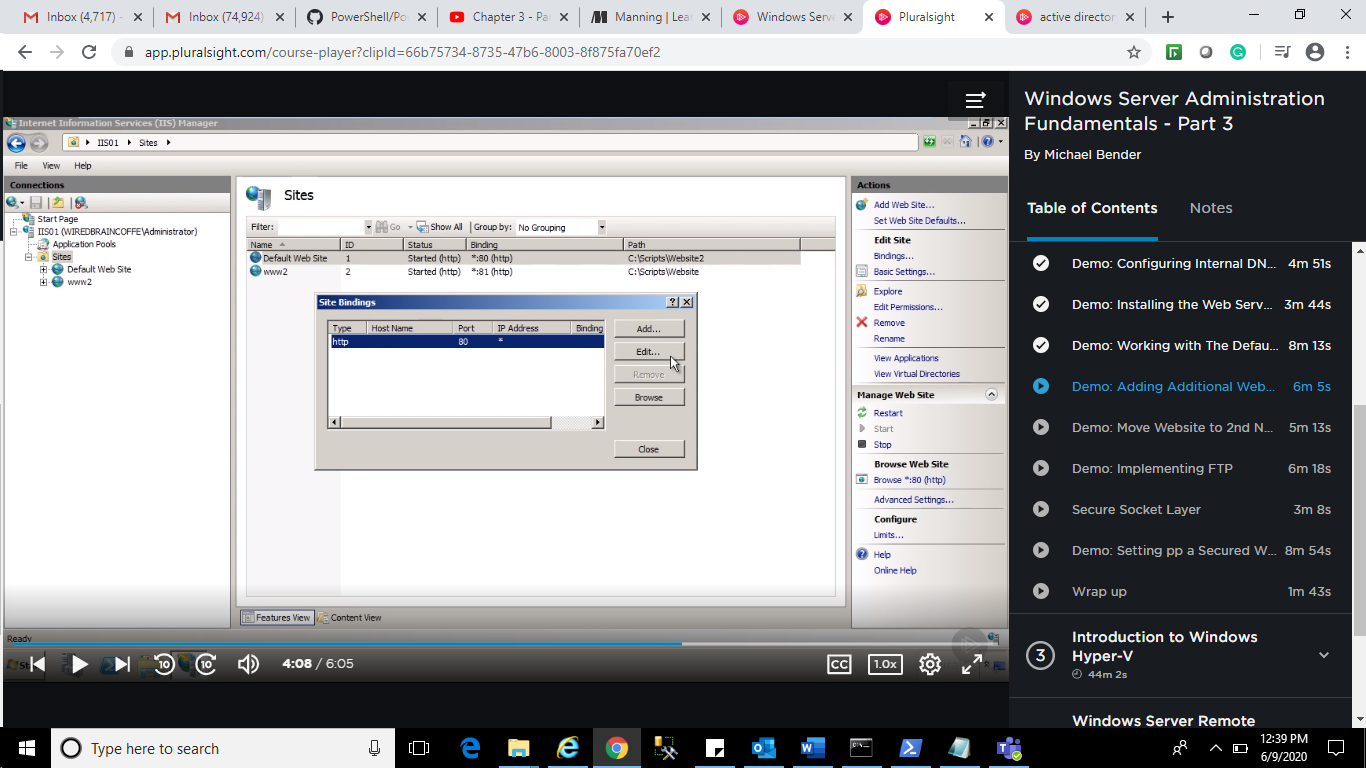 Inbox (4,717) -
Inbox (74,924)
PowerShell/Po
Chapter 3 - Pa
Manning | Lea
Windows Serv
Pluralsight
active director
app.pluralsight.com/course-player?clipId=66b75734-8735-47b6-8003-8f875fa70ef2
Internet Information Services (IIS) Manager
IIS01 Sites
File View Help
Connections
Start Page
IIS01 (WIREDBRAINCOFFE\Administrator)
Application Pools
Sites
Default Web Site
www2
Sites
Filter: Go Show All Group by: No Grouping
Name ID Status Binding Path
Default Web Site 1 Started (http) *:80 (http) C:\Scripts\Website2
www2 2 Started (http) *:81 (http) C:\Scripts\Website
Site Bindings
Type Host Name Port IP Address Binding
http 80 *
Add...
Edit...
Remove
Browse
Close
Features View Content View
Ready
Actions
Add Web Site...
Set Web Site Defaults...
Edit Site
Bindings...
Basic Settings...
Explore
Edit Permissions...
Remove
Rename
View Applications
View Virtual Directories
Manage Web Site
Restart
Start
Stop
Browse Web Site
Browse *:80 (http)
Advanced Settings...
Configure
Limits...
Help
Online Help
10 10 4:08 / 6:05 CC 1.0x
Windows Server Administration
Fundamentals - Part 3
By Michael Bender
Table of Contents Notes
Demo: Configuring Internal DN... 4m 51s
Demo: Installing the Web Serv... 3m 44s
Demo: Working with The Defau... 8m 13s
Demo: Adding Additional Web... 6m 5s
Demo: Move Website to 2nd N... 5m 13s
Demo: Implementing FTP 6m 18s
Secure Socket Layer 3m 8s
Demo: Setting pp a Secured W... 8m 54s
Wrap up 1m 43s
3 Introduction to Windows
Hyper-V
44m 2s
Windows Server Remote
Type here to search
12:39 PM
6/9/2020